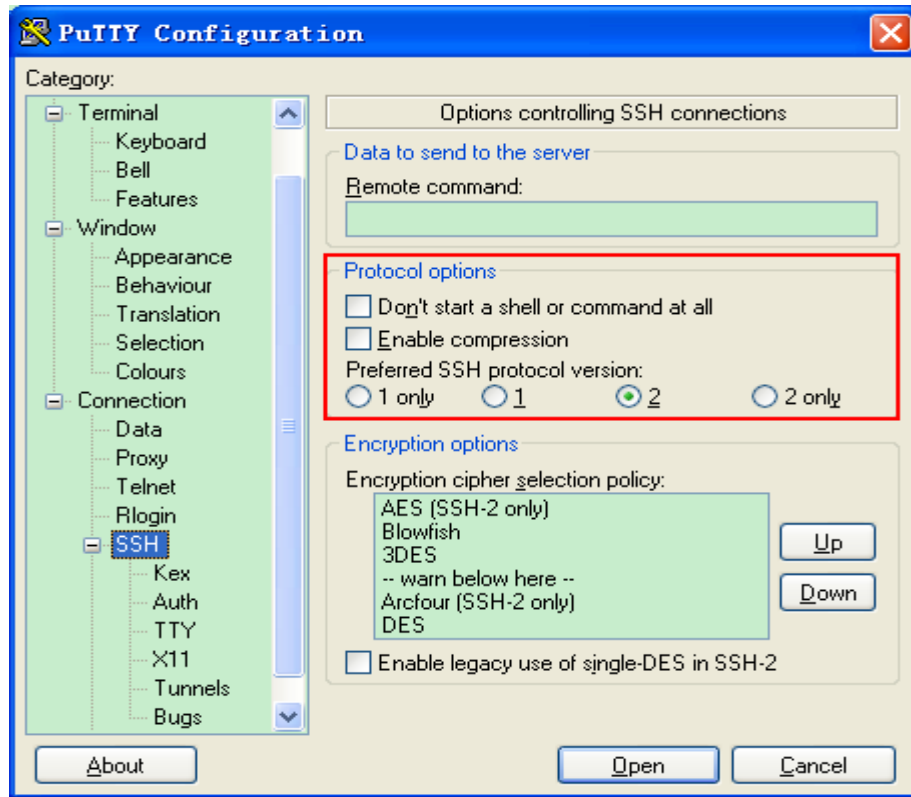 PuTTY Configuration
Category:
Terminal
Keyboard
Bell
Features
Window
Appearance
Behaviour
Translation
Selection
Colours
Connection
Data
Proxy
Telnet
Rlogin
SSH
Kex
Auth
TTY
X11
Tunnels
Bugs
Options controlling SSH connections
Data to send to the server
Remote command:
Protocol options
Don't start a shell or command at all
Enable compression
Preferred SSH protocol version:
1 only 1 2 2 only
Encryption options
Encryption cipher selection policy:
AES (SSH-2 only)
Blowfish
3DES
-- warn below here --
Arcfour (SSH-2 only)
DES
Up
Down
Enable legacy use of single-DES in SSH-2
About Open Cancel